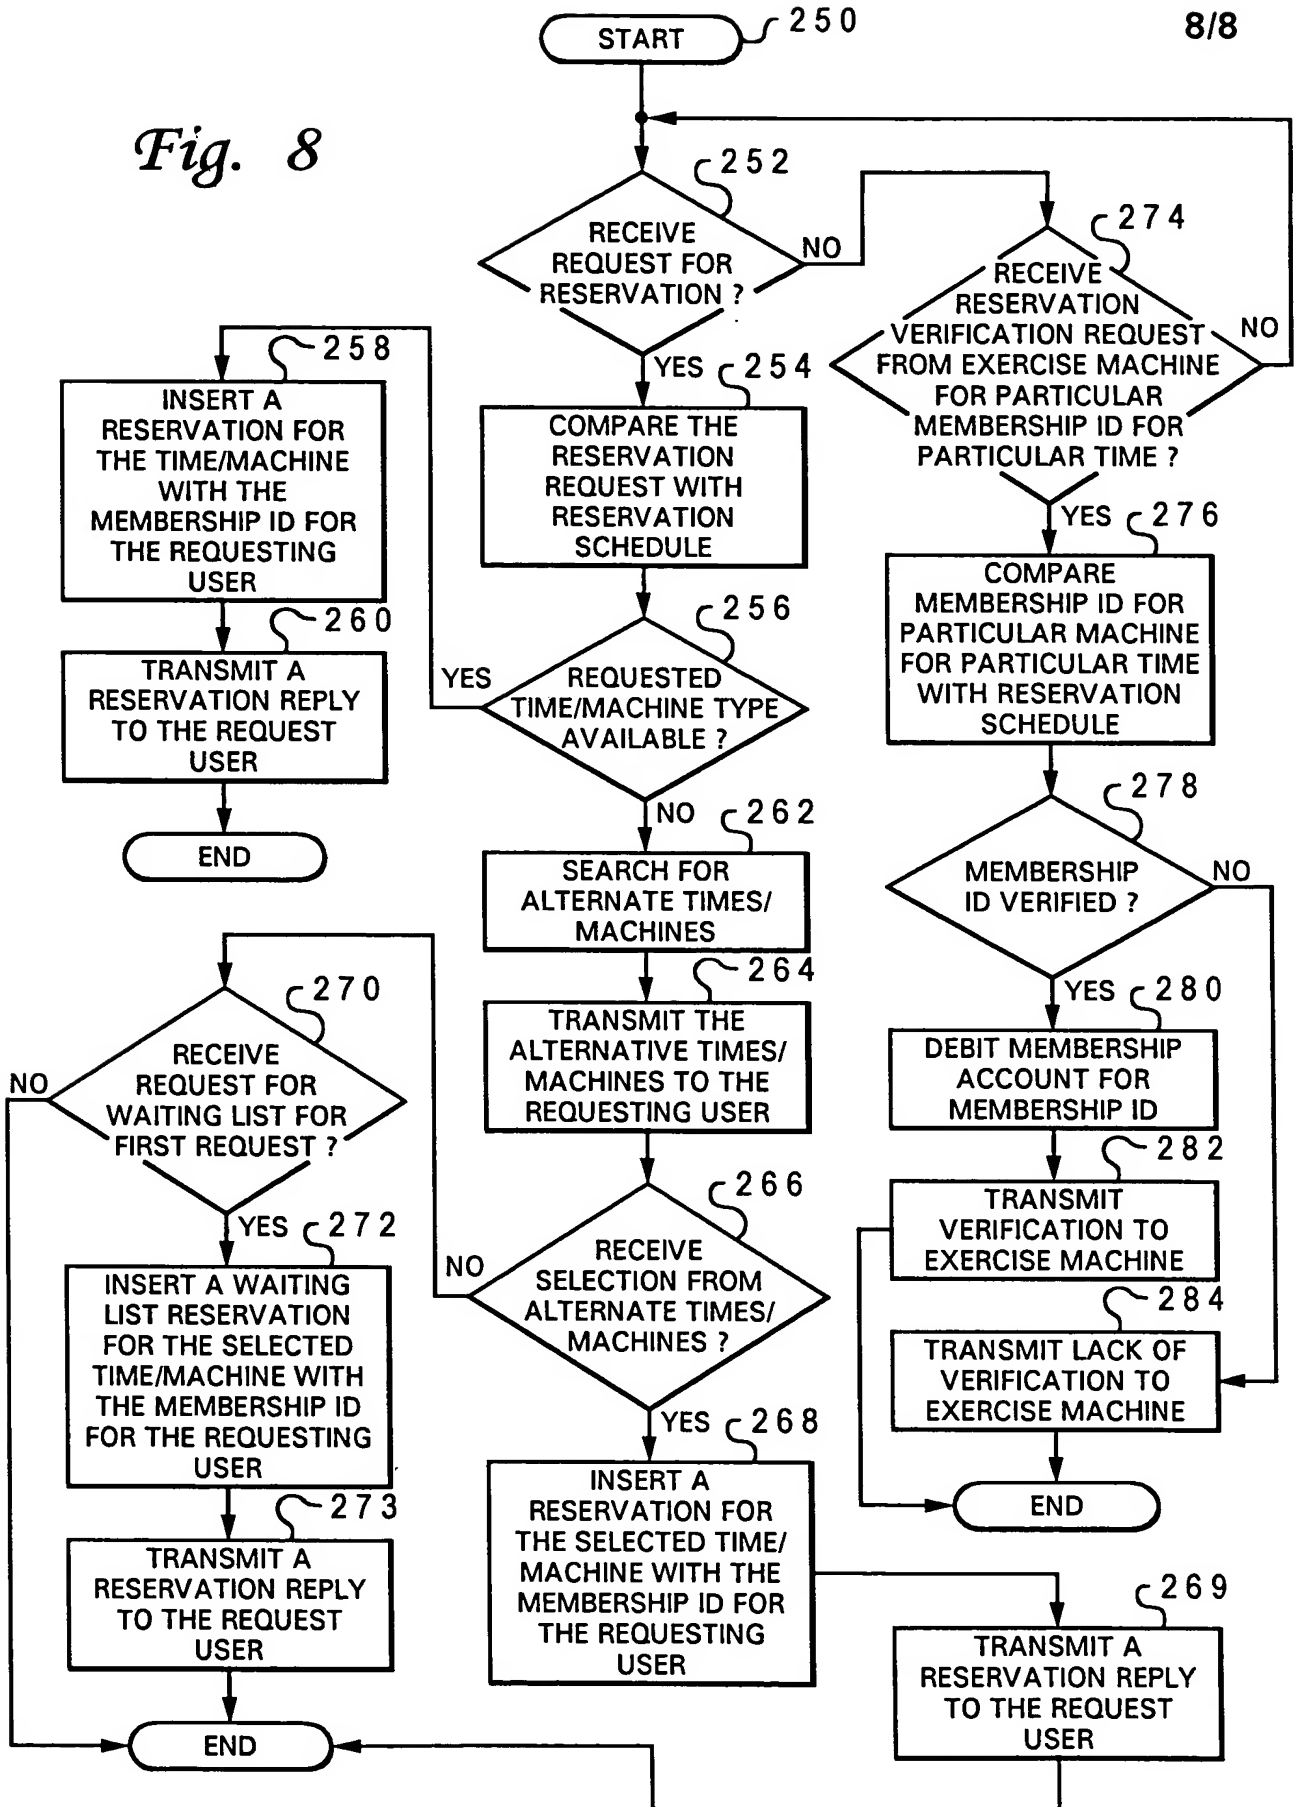 8/8
Fig. 8
START
250
252
RECEIVE
REQUEST FOR
RESERVATION ?
NO
YES
254
COMPARE THE
RESERVATION
REQUEST WITH
RESERVATION
SCHEDULE
256
REQUESTED
TIME/MACHINE TYPE
AVAILABLE ?
YES
NO
258
INSERT A
RESERVATION FOR
THE TIME/MACHINE
WITH THE
MEMBERSHIP ID FOR
THE REQUESTING
USER
260
TRANSMIT A
RESERVATION REPLY
TO THE REQUEST
USER
END
262
SEARCH FOR
ALTERNATE TIMES/
MACHINES
264
TRANSMIT THE
ALTERNATIVE TIMES/
MACHINES TO THE
REQUESTING USER
266
RECEIVE
SELECTION FROM
ALTERNATE TIMES/
MACHINES ?
NO
YES
268
INSERT A
RESERVATION FOR
THE SELECTED TIME/
MACHINE WITH THE
MEMBERSHIP ID FOR
THE REQUESTING
USER
269
TRANSMIT A
RESERVATION REPLY
TO THE REQUEST
USER
270
RECEIVE
REQUEST FOR
WAITING LIST FOR
FIRST REQUEST ?
NO
YES
272
INSERT A WAITING
LIST RESERVATION
FOR THE SELECTED
TIME/MACHINE WITH
THE MEMBERSHIP ID
FOR THE REQUESTING
USER
273
TRANSMIT A
RESERVATION REPLY
TO THE REQUEST
USER
END
274
RECEIVE
RESERVATION
VERIFICATION REQUEST
FROM EXERCISE MACHINE
FOR PARTICULAR
MEMBERSHIP ID FOR
PARTICULAR TIME ?
NO
YES
276
COMPARE
MEMBERSHIP ID FOR
PARTICULAR MACHINE
FOR PARTICULAR TIME
WITH RESERVATION
SCHEDULE
278
MEMBERSHIP
ID VERIFIED ?
NO
YES
280
DEBIT MEMBERSHIP
ACCOUNT FOR
MEMBERSHIP ID
282
TRANSMIT
VERIFICATION TO
EXERCISE MACHINE
284
TRANSMIT LACK OF
VERIFICATION TO
EXERCISE MACHINE
END